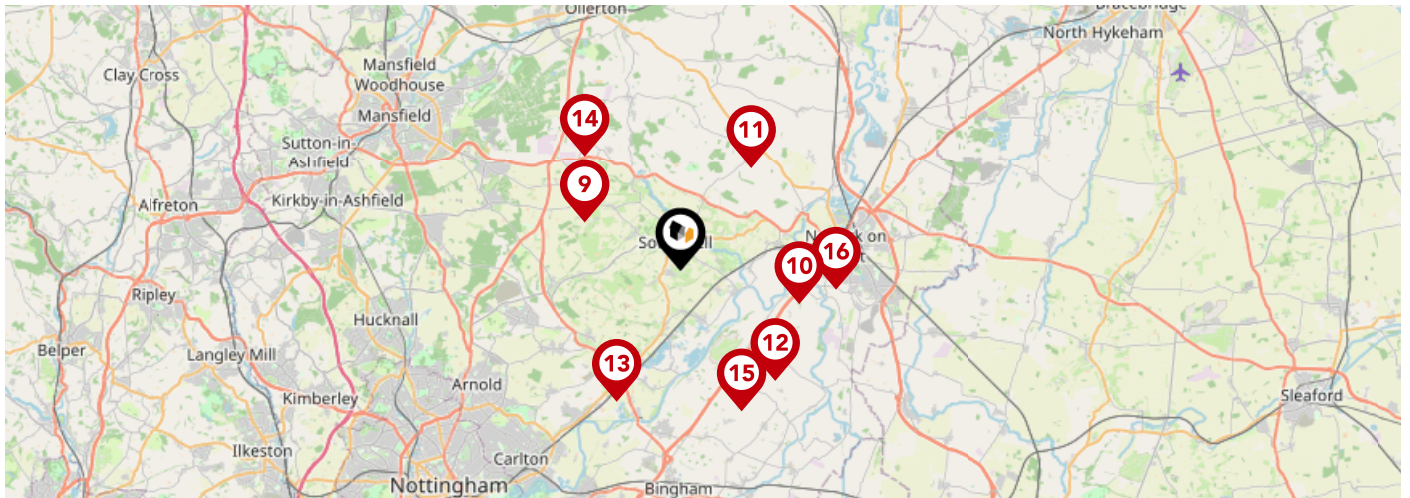 Ollerton
Bracebridge
North Hykeham
Clay Cross
Mansfield
Woodhouse
Mansfield
14
11
Sutton-in-
Ashfield
9
Kirkby-in-Ashfield
Alfreton
on
16
10
Ripley
Hucknall
12
Belper
Langley Mill
13
15
Arnold
Kimberley
Sleaford
Ilkeston
Carlton
Nottingham
Bingham